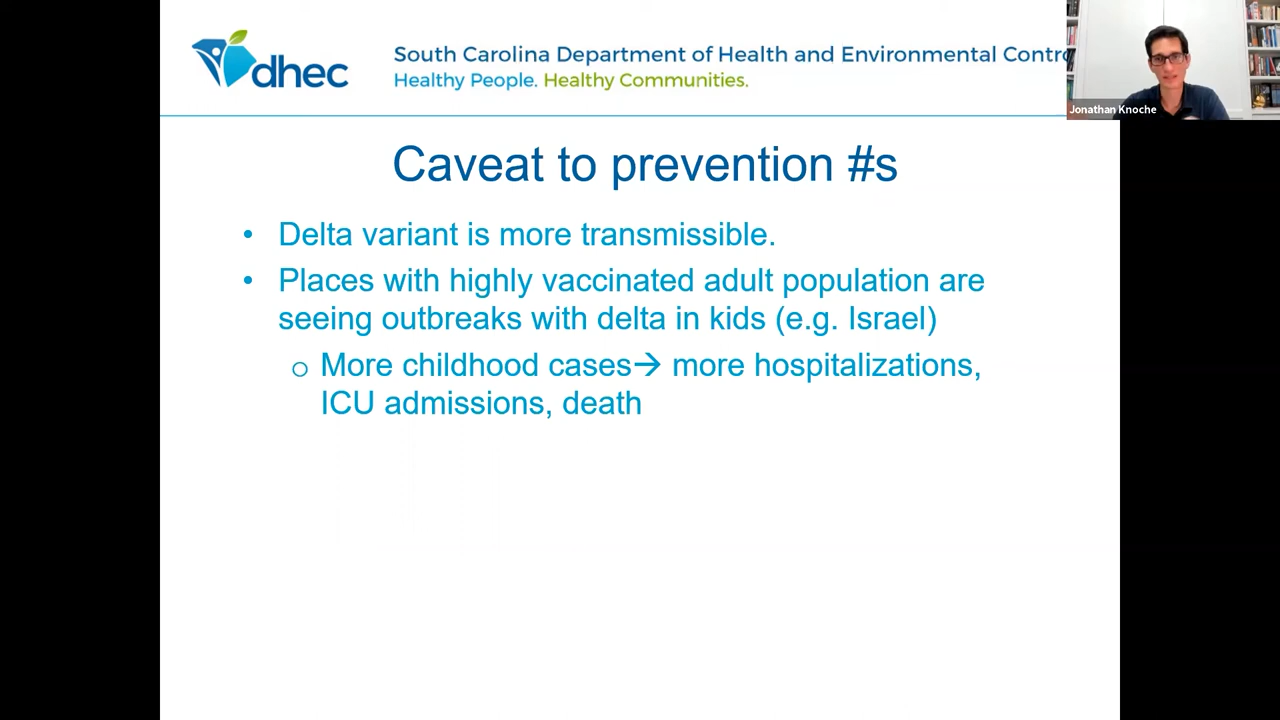 dhec
South Carolina Department of Health and Environmental Contro
Healthy People. Healthy Communities.
Jonathan Knoche
Caveat to prevention #s
• Delta variant is more transmissible.
• Places with highly vaccinated adult population are
seeing outbreaks with delta in kids (e.g. Israel)
o More childhood cases→ more hospitalizations,
ICU admissions, death